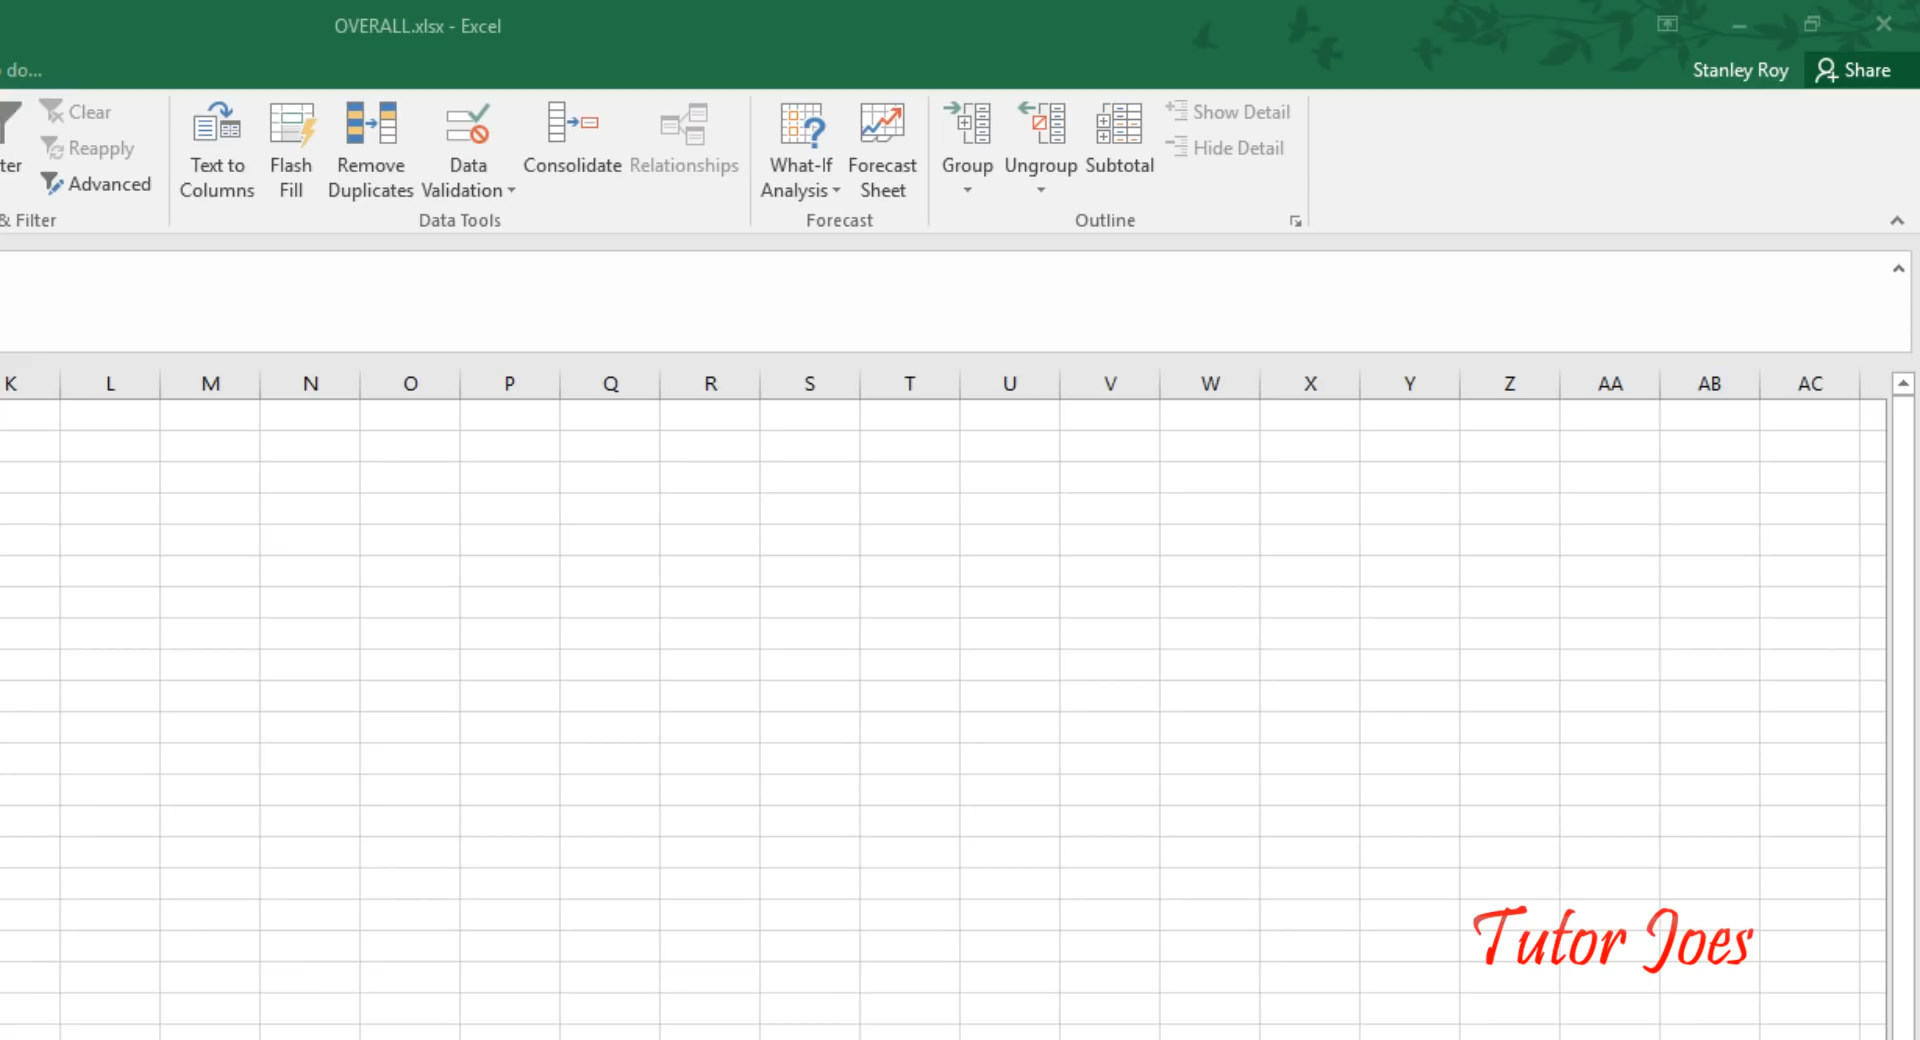 OVERALL.xlsx - Excel
do...
Stanley Roy
Share
Clear
Reapply
Advanced
& Filter
Text to
Columns
Flash
Fill
Remove
Duplicates
Data
Validation
Consolidate
Relationships
Data Tools
What-If
Analysis
Forecast
Sheet
Forecast
Group
Ungroup
Subtotal
Show Detail
Hide Detail
Outline
K L M N O P Q R S T U V W X Y Z AA AB AC
Tutor Joes